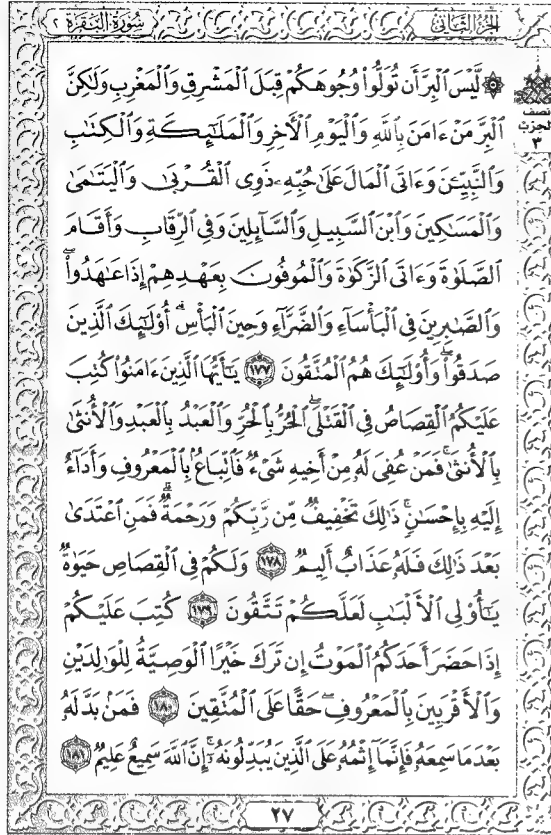 الجزء الثاني
سورة البقرة ٢
نصف
الحزب
٣
۞ لَّيْسَ ٱلْبِرَّ أَن تُوَلُّوا۟ وُجُوهَكُمْ قِبَلَ ٱلْمَشْرِقِ وَٱلْمَغْرِبِ وَلَٰكِنَّ
ٱلْبِرَّ مَنْ ءَامَنَ بِٱللَّهِ وَٱلْيَوْمِ ٱلْءَاخِرِ وَٱلْمَلَٰٓئِكَةِ وَٱلْكِتَٰبِ
وَٱلنَّبِيِّۦنَ وَءَاتَى ٱلْمَالَ عَلَىٰ حُبِّهِۦ ذَوِى ٱلْقُرْبَىٰ وَٱلْيَتَٰمَىٰ
وَٱلْمَسَٰكِينَ وَٱبْنَ ٱلسَّبِيلِ وَٱلسَّآئِلِينَ وَفِى ٱلرِّقَابِ وَأَقَامَ
ٱلصَّلَوٰةَ وَءَاتَى ٱلزَّكَوٰةَ وَٱلْمُوفُونَ بِعَهْدِهِمْ إِذَا عَٰهَدُوا۟ۖ
وَٱلصَّٰبِرِينَ فِى ٱلْبَأْسَآءِ وَٱلضَّرَّآءِ وَحِينَ ٱلْبَأْسِۗ أُو۟لَٰٓئِكَ ٱلَّذِينَ
صَدَقُوا۟ۖ وَأُو۟لَٰٓئِكَ هُمُ ٱلْمُتَّقُونَ ١٧٧ يَٰٓأَيُّهَا ٱلَّذِينَ ءَامَنُوا۟ كُتِبَ
عَلَيْكُمُ ٱلْقِصَاصُ فِى ٱلْقَتْلَىۖ ٱلْحُرُّ بِٱلْحُرِّ وَٱلْعَبْدُ بِٱلْعَبْدِ وَٱلْأُنثَىٰ
بِٱلْأُنثَىٰۚ فَمَنْ عُفِىَ لَهُۥ مِنْ أَخِيهِ شَىْءٌ فَٱتِّبَاعٌۢ بِٱلْمَعْرُوفِ وَأَدَآءٌ
إِلَيْهِ بِإِحْسَٰنٍۗ ذَٰلِكَ تَخْفِيفٌ مِّن رَّبِّكُمْ وَرَحْمَةٌۗ فَمَنِ ٱعْتَدَىٰ
بَعْدَ ذَٰلِكَ فَلَهُۥ عَذَابٌ أَلِيمٌ ١٧٨ وَلَكُمْ فِى ٱلْقِصَاصِ حَيَوٰةٌ
يَٰٓأُو۟لِى ٱلْأَلْبَٰبِ لَعَلَّكُمْ تَتَّقُونَ ١٧٩ كُتِبَ عَلَيْكُمْ
إِذَا حَضَرَ أَحَدَكُمُ ٱلْمَوْتُ إِن تَرَكَ خَيْرًا ٱلْوَصِيَّةُ لِلْوَٰلِدَيْنِ
وَٱلْأَقْرَبِينَ بِٱلْمَعْرُوفِۖ حَقًّا عَلَى ٱلْمُتَّقِينَ ١٨٠ فَمَنۢ بَدَّلَهُۥ
بَعْدَ مَا سَمِعَهُۥ فَإِنَّمَآ إِثْمُهُۥ عَلَى ٱلَّذِينَ يُبَدِّلُونَهُۥٓۚ إِنَّ ٱللَّهَ سَمِيعٌ عَلِيمٌ ١٨١
٢٧